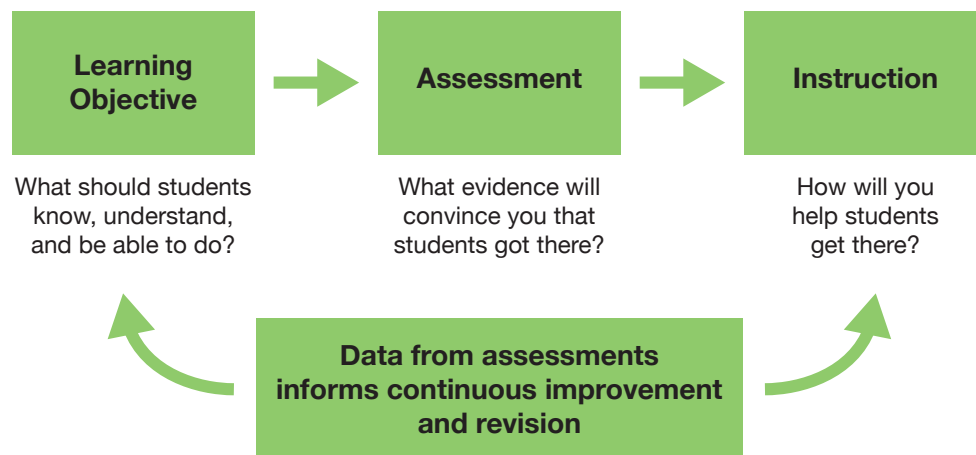 Learning
Objective
Assessment
Instruction
What should students
know, understand,
and be able to do?
What evidence will
convince you that
students got there?
How will you
help students
get there?
Data from assessments
informs continuous improvement
and revision